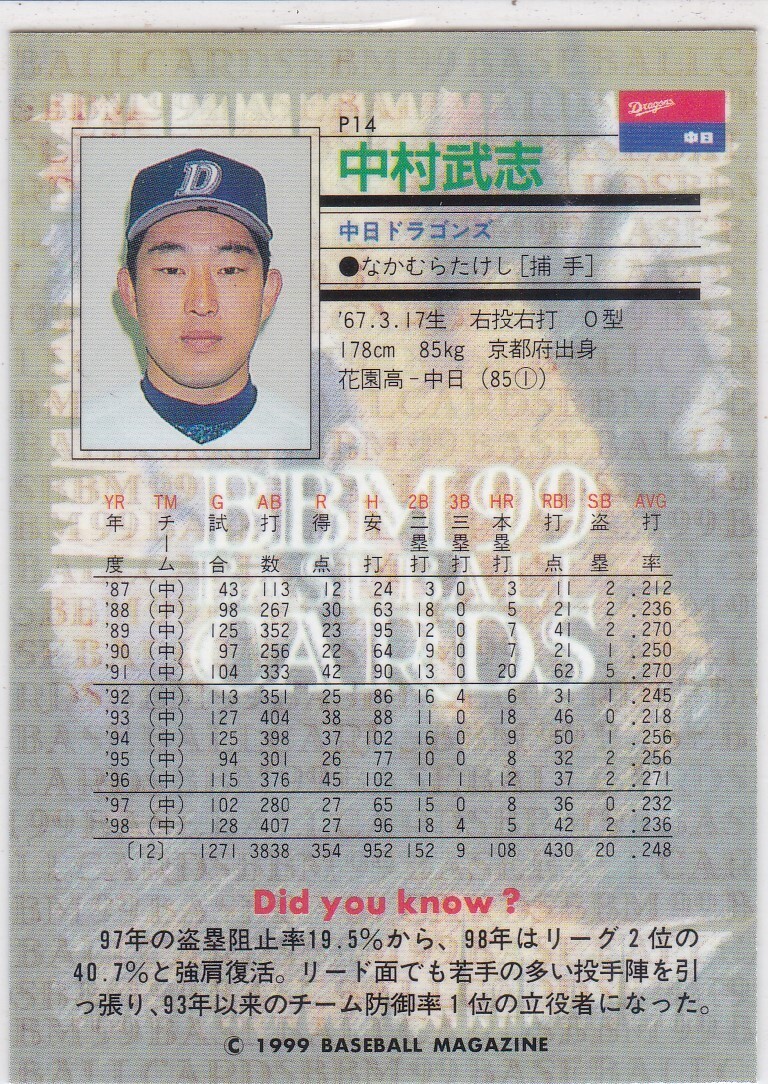 P14
Dragons
中日
中村武志
中日ドラゴンズ
●なかむらたけし[捕 手]
'67.3.17生 右投右打 O型
178cm 85kg 京都府出身
花園高-中日(85①)
D
BBM 99
BASEBALL
CARDS
YR TM G AB R H 2B 3B HR RBI SB AVG
年度 チーム 試合 打数 得点 安打 二塁打 三塁打 本塁打 打点 盗塁 打率
'87 (中) 43 113 12 24 3 0 3 11 2 .212
'88 (中) 98 267 30 63 18 0 5 21 2 .236
'89 (中) 125 352 23 95 12 0 7 41 2 .270
'90 (中) 97 256 22 64 9 0 7 21 1 .250
'91 (中) 104 333 42 90 13 0 20 62 5 .270
'92 (中) 113 351 25 86 16 4 6 31 1 .245
'93 (中) 127 404 38 88 11 0 18 46 0 .218
'94 (中) 125 398 37 102 16 0 9 50 1 .256
'95 (中) 94 301 26 77 10 0 8 32 2 .256
'96 (中) 115 376 45 102 11 1 12 37 2 .271
'97 (中) 102 280 27 65 15 0 8 36 0 .232
'98 (中) 128 407 27 96 18 4 5 42 2 .236
[12] 1271 3838 354 952 152 9 108 430 20 .248
Did you know?
97年の盗塁阻止率19.5%から、98年はリーグ2位の
40.7%と強肩復活。リード面でも若手の多い投手陣を引
っ張り、93年以来のチーム防御率1位の立役者になった。
© 1999 BASEBALL MAGAZINE